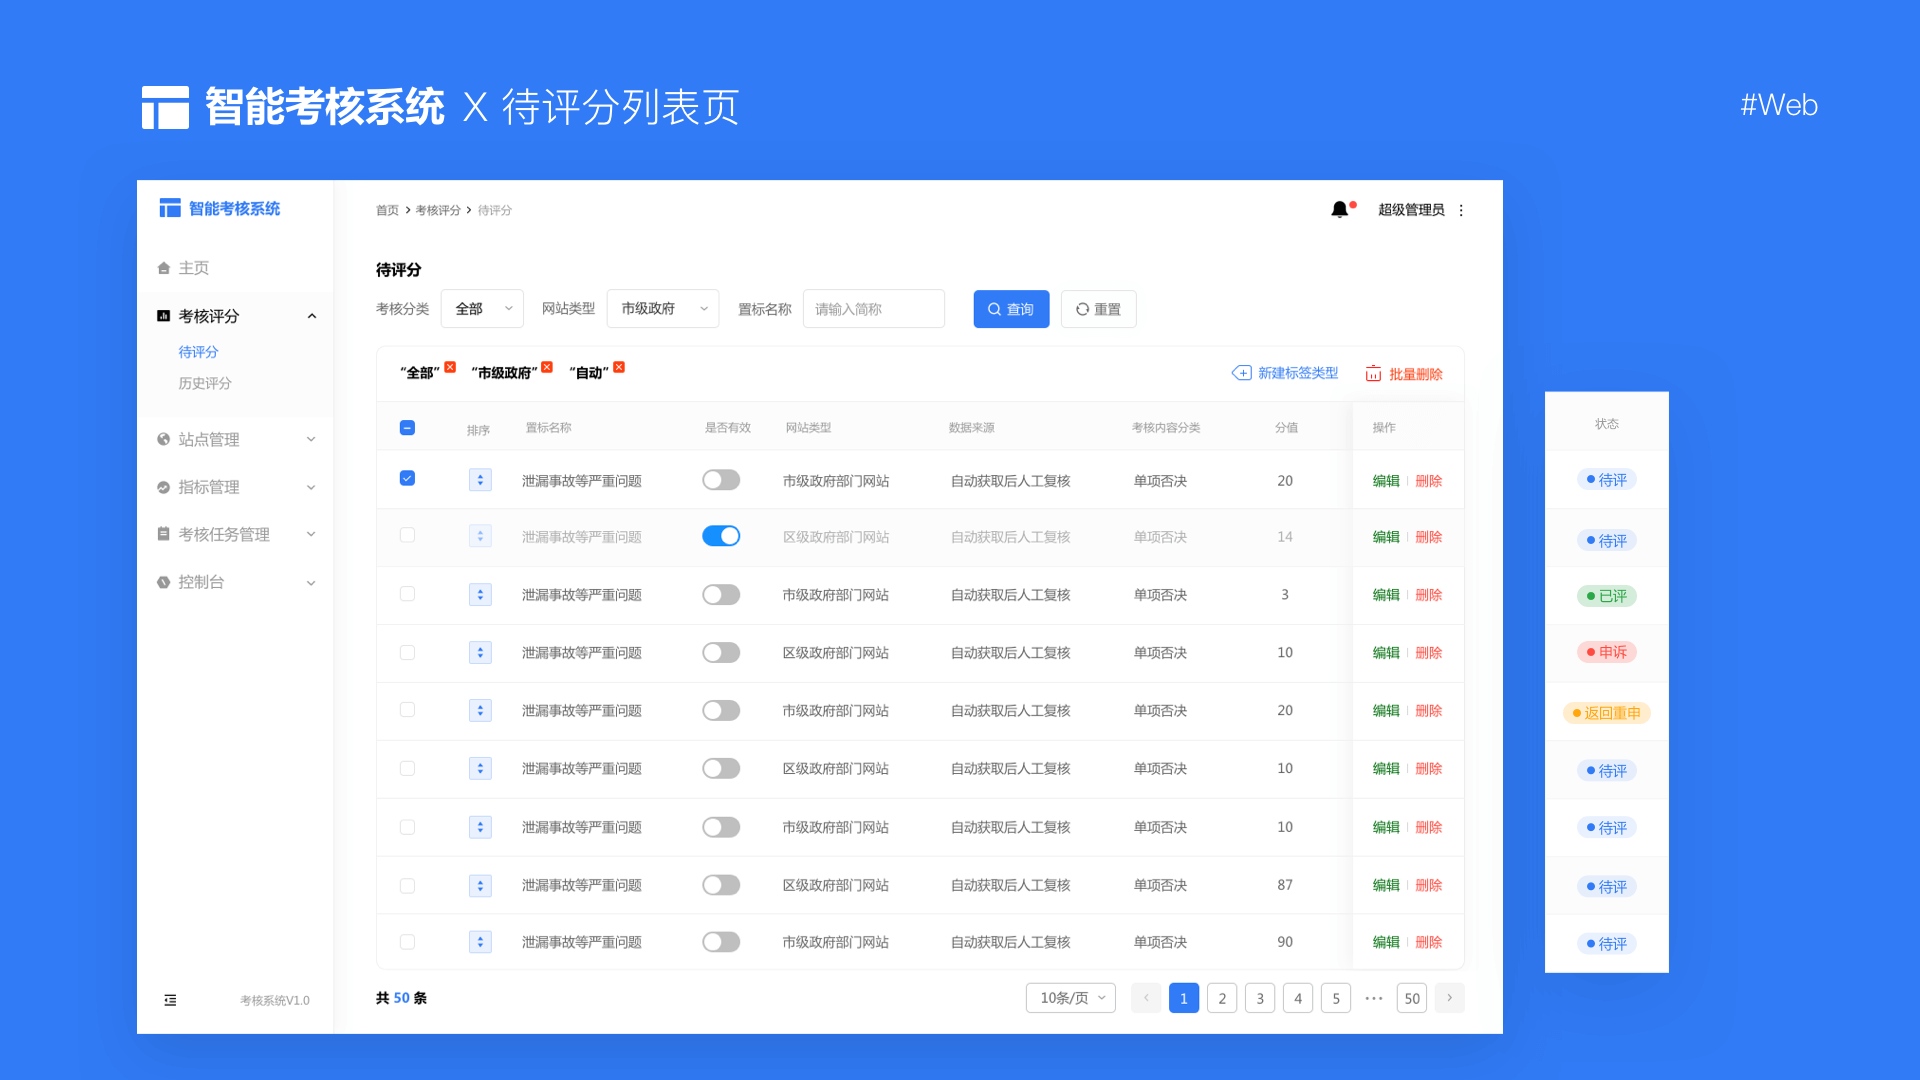 智能考核系统 X 待评分列表页
#Web
智能考核系统
主页
考核评分
待评分
历史评分
站点管理
指标管理
考核任务管理
控制台
考核系统V1.0
首页 > 考核评分 > 待评分
超级管理员
待评分
考核分类 全部 网站类型 市级政府 置标名称 请输入简称 查询 重置
“全部” “市级政府” “自动” 新建标签类型 批量删除
排序 置标名称 是否有效 网站类型 数据来源 考核内容分类 分值 操作
泄漏事故等严重问题 市级政府部门网站 自动获取后人工复核 单项否决 20 编辑 删除
泄漏事故等严重问题 区级政府部门网站 自动获取后人工复核 单项否决 14 编辑 删除
泄漏事故等严重问题 市级政府部门网站 自动获取后人工复核 单项否决 3 编辑 删除
泄漏事故等严重问题 区级政府部门网站 自动获取后人工复核 单项否决 10 编辑 删除
泄漏事故等严重问题 市级政府部门网站 自动获取后人工复核 单项否决 20 编辑 删除
泄漏事故等严重问题 区级政府部门网站 自动获取后人工复核 单项否决 10 编辑 删除
泄漏事故等严重问题 市级政府部门网站 自动获取后人工复核 单项否决 10 编辑 删除
泄漏事故等严重问题 区级政府部门网站 自动获取后人工复核 单项否决 87 编辑 删除
泄漏事故等严重问题 市级政府部门网站 自动获取后人工复核 单项否决 90 编辑 删除
共 50 条 10条/页 < 1 2 3 4 5 ••• 50 >
状态
待评
待评
已评
申诉
返回重申
待评
待评
待评
待评